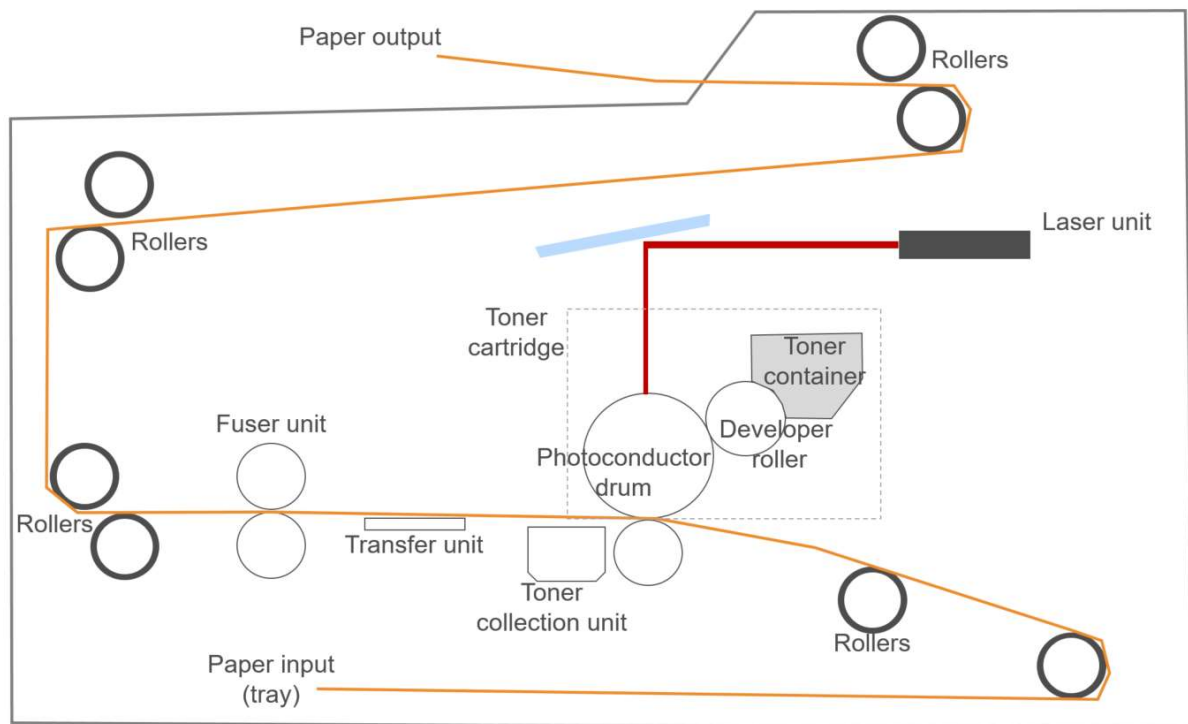 Paper output
Rollers
Laser unit
Rollers
Toner
cartridge
Toner
container
Fuser unit
Developer
roller
Photoconductor
drum
Rollers
Transfer unit
Toner
collection unit
Rollers
Paper input
(tray)